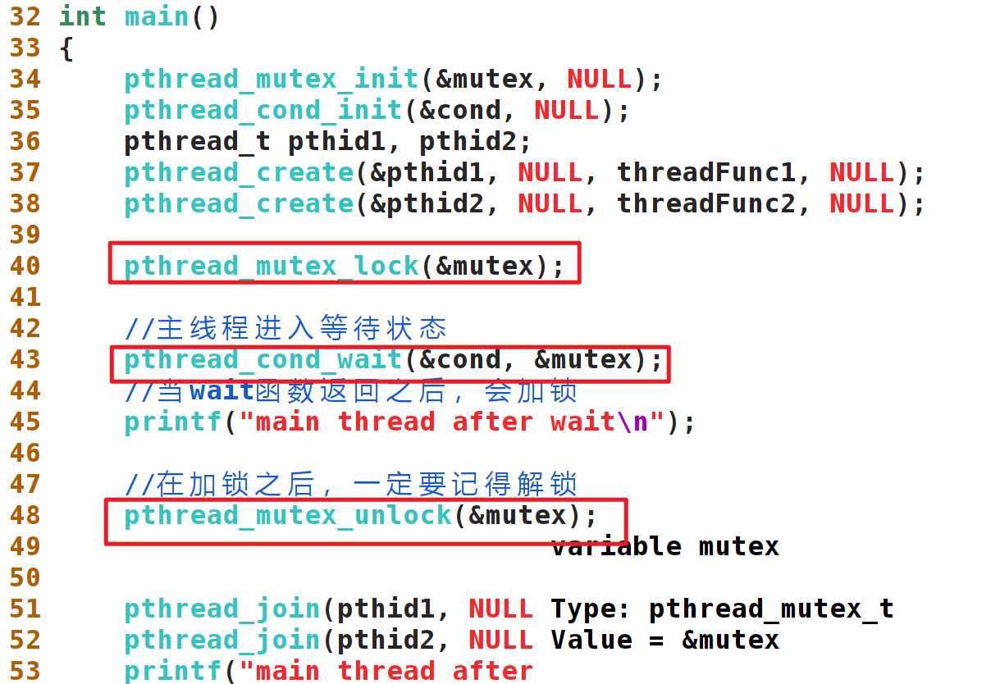 32 int main()
33 {
34 pthread_mutex_init(&mutex, NULL);
35 pthread_cond_init(&cond, NULL);
36 pthread_t pthid1, pthid2;
37 pthread_create(&pthid1, NULL, threadFunc1, NULL);
38 pthread_create(&pthid2, NULL, threadFunc2, NULL);
39
40 pthread_mutex_lock(&mutex);
41
42 //主线程进入等待状态
43 pthread_cond_wait(&cond, &mutex);
44 //当wait函数返回之后，会加锁
45 printf("main thread after wait\n");
46
47 //在加锁之后，一定要记得解锁
48 pthread_mutex_unlock(&mutex);
49 variable mutex
50
51 pthread_join(pthid1, NULL Type: pthread_mutex_t
52 pthread_join(pthid2, NULL Value = &mutex
53 printf("main thread after